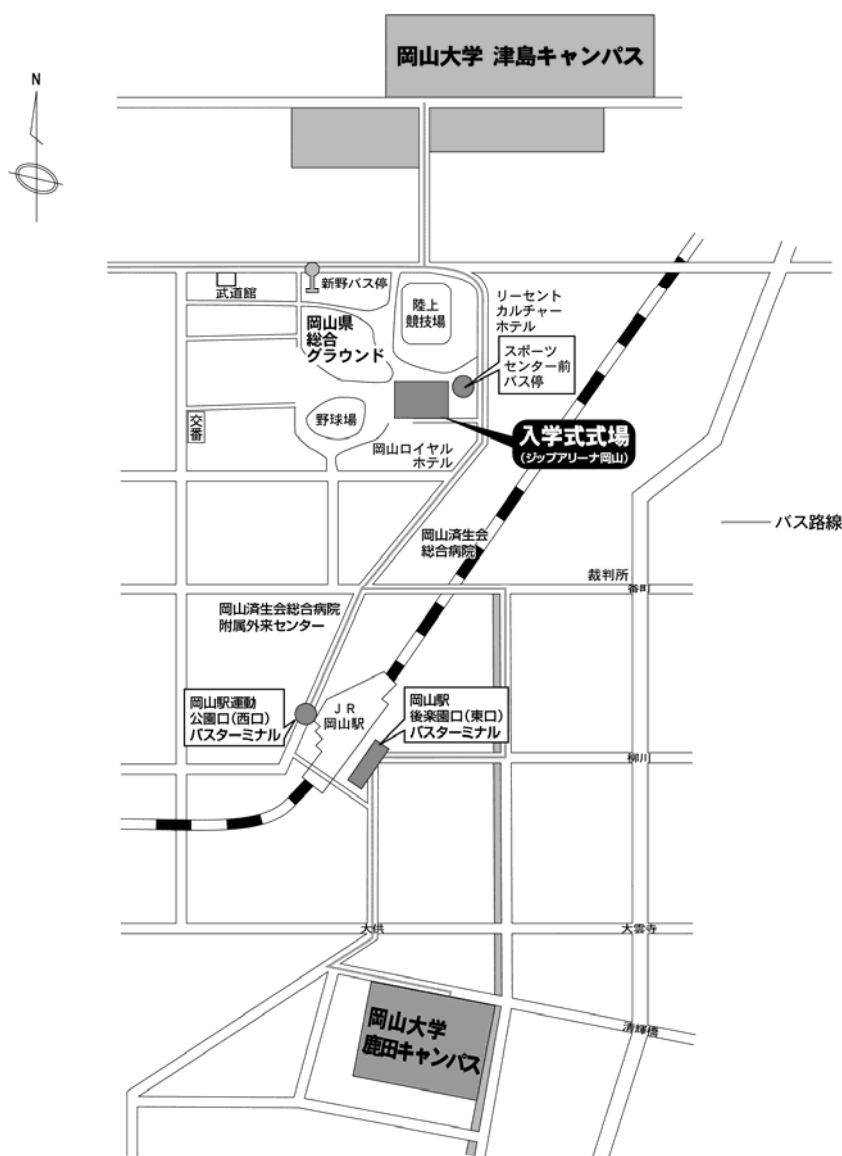 岡山大学 津島キャンパス
N
新野バス停
武道館
陸上
競技場
リーセント
カルチャー
ホテル
岡山県
総合
グラウンド
スポーツ
センター前
バス停
交番
野球場
入学式式場
(ジップアリーナ岡山)
岡山ロイヤル
ホテル
バス路線
岡山済生会
総合病院
裁判所
番町
岡山済生会総合病院
附属外来センター
岡山駅運動
公園口(西口)
バスターミナル
JR
岡山駅
岡山駅
後楽園口(東口)
バスターミナル
柳川
大供
大雲寺
岡山大学
鹿田キャンパス
清輝橋